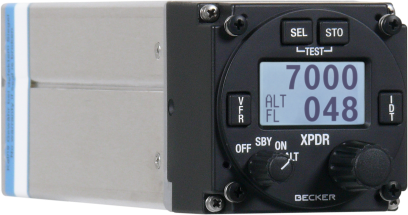 SEL STO
TEST
7000
ALT
FL 048
VFR
IDT
XPDR
OFF SBY ON ALT
BECKER